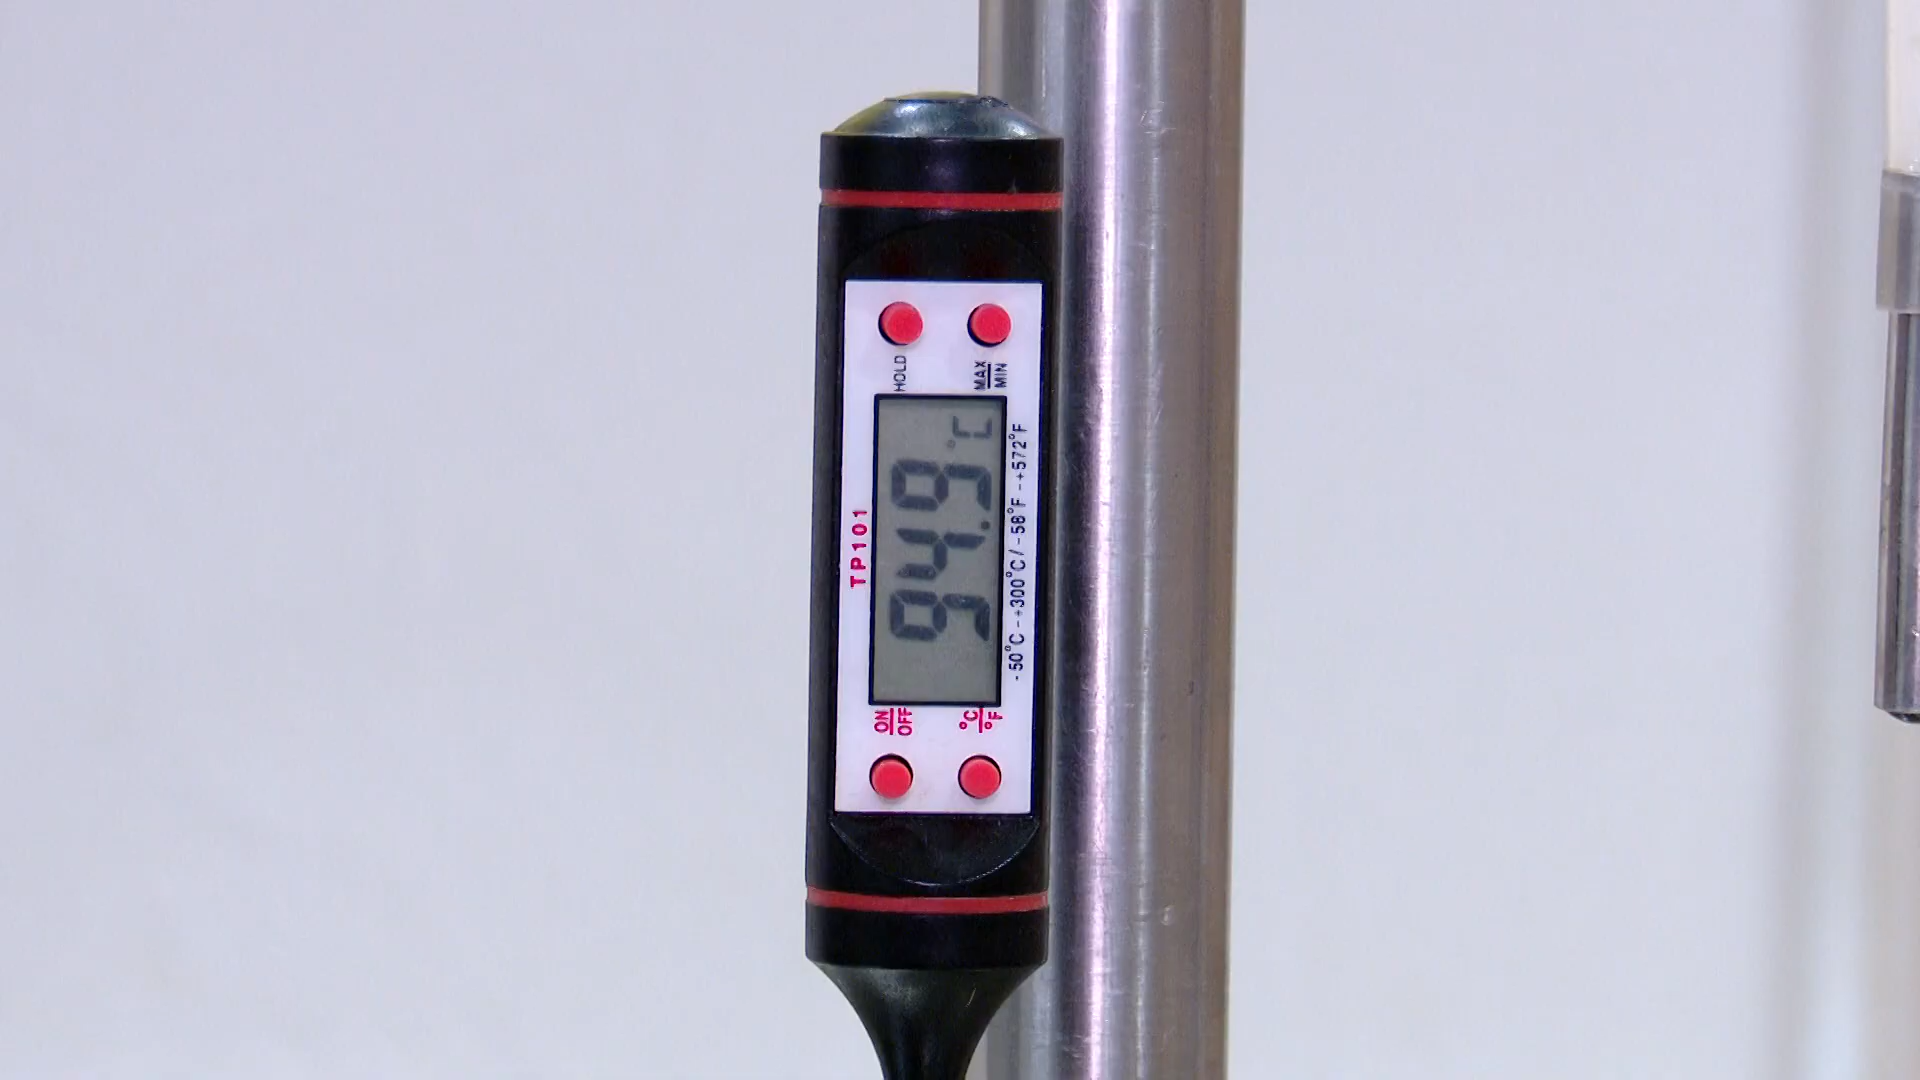 TP101
ON
OFF
HOLD
94.9°C
°C
°F
MAX
MIN
-50°C-+300°C/-58°F-+572°F